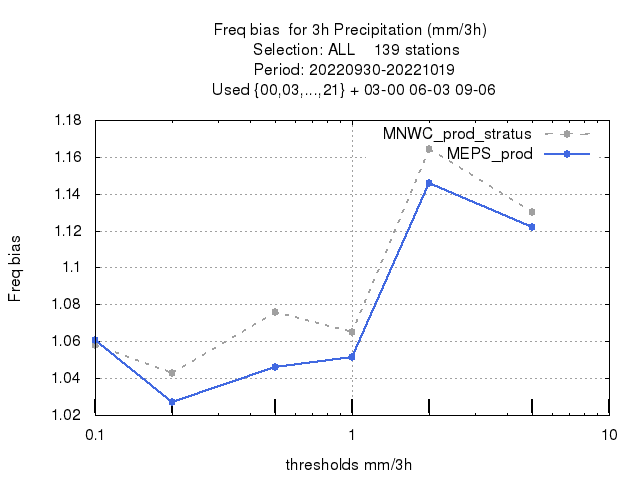 Freq bias  for 3h Precipitation (mm/3h)
Selection: ALL    139 stations
Period: 20220930-20221019
Used {00,03,...,21} + 03-00 06-03 09-06
1.18
1.16
1.14
1.12
1.1
1.08
1.06
1.04
1.02
Freq bias
MNWC_prod_stratus
MEPS_prod
0.1
1
10
thresholds mm/3h